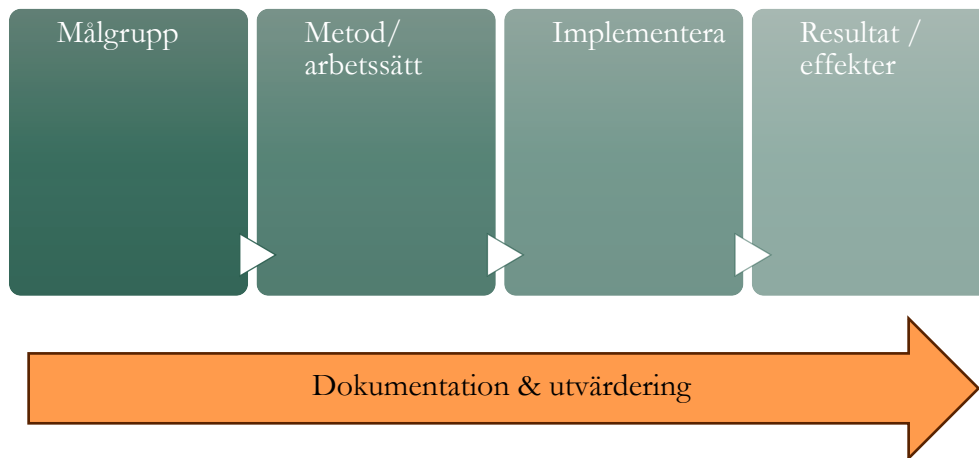 Målgrupp
Metod/
arbetssätt
Implementera
Resultat /
effekter
Dokumentation & utvärdering